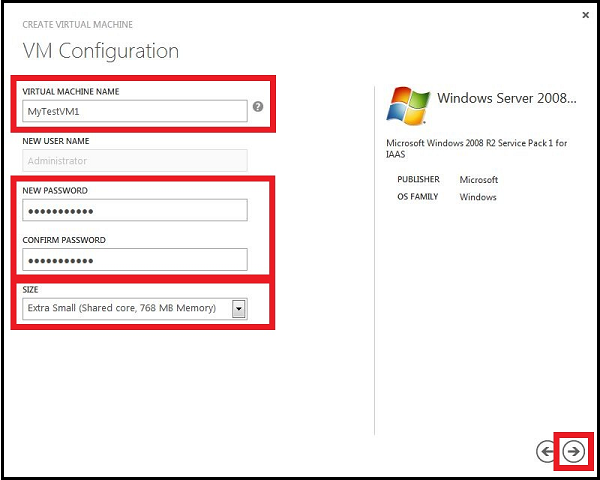 CREATE VIRTUAL MACHINE
VM Configuration
VIRTUAL MACHINE NAME
MyTestVM1
?
NEW USER NAME
Administrator
NEW PASSWORD
●●●●●●●●●●●
CONFIRM PASSWORD
●●●●●●●●●●●
SIZE
Extra Small (Shared core, 768 MB Memory)
Windows Server 2008...
Microsoft Windows 2008 R2 Service Pack 1 for
IAAS
PUBLISHER Microsoft
OS FAMILY Windows